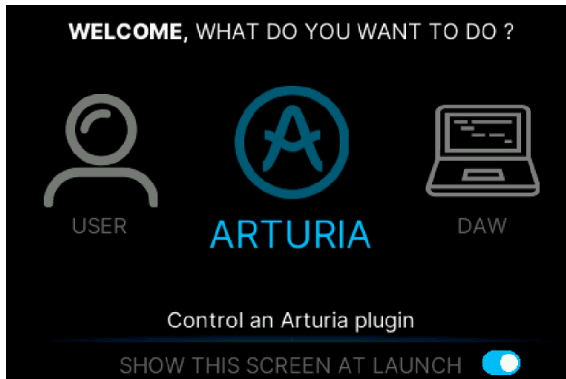 WELCOME, WHAT DO YOU WANT TO DO ?
USER
ARTURIA
DAW
Control an Arturia plugin
SHOW THIS SCREEN AT LAUNCH